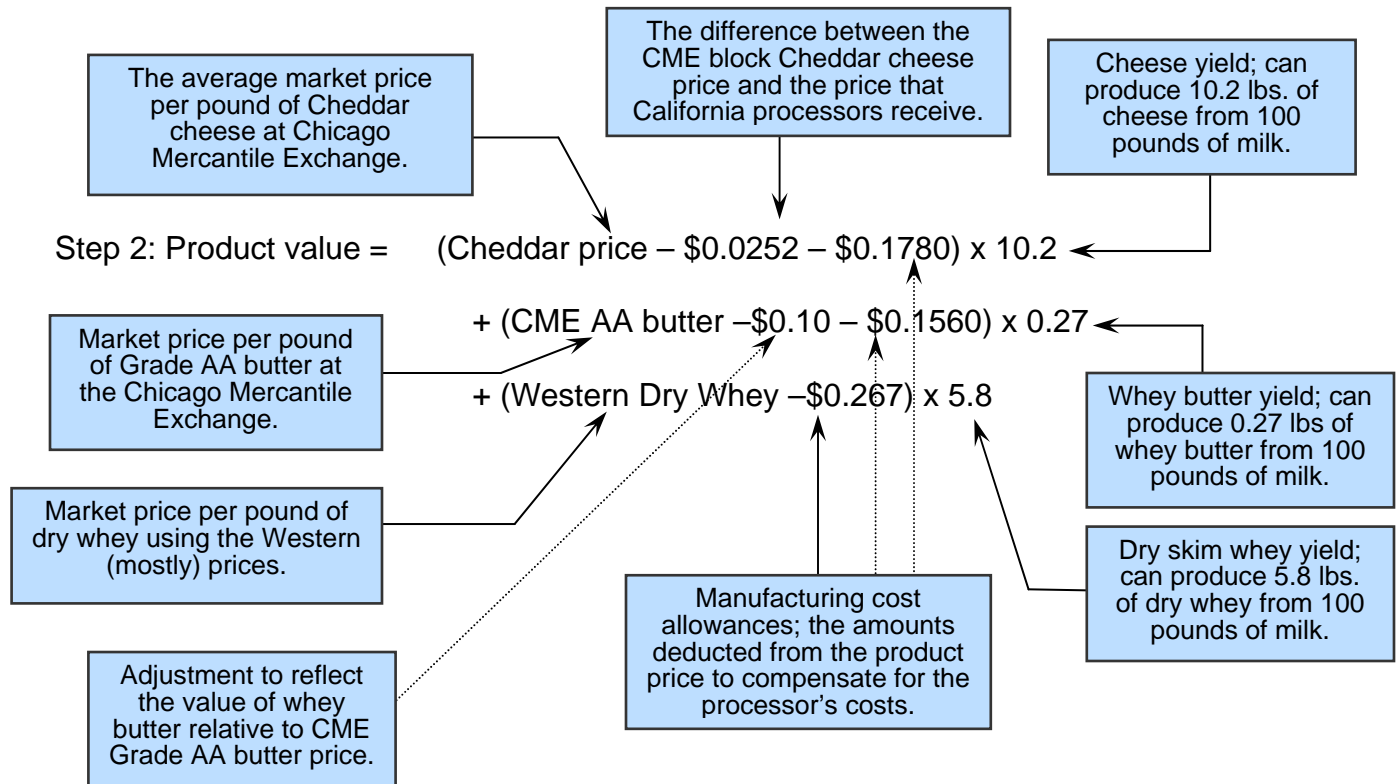 The average market price
per pound of Cheddar
cheese at Chicago
Mercantile Exchange.
The difference between the
CME block Cheddar cheese
price and the price that
California processors receive.
Cheese yield; can
produce 10.2 lbs. of
cheese from 100
pounds of milk.
Step 2: Product value = (Cheddar price – $0.0252 – $0.1780) x 10.2
+ (CME AA butter –$0.10 – $0.1560) x 0.27
+ (Western Dry Whey –$0.267) x 5.8
Market price per pound
of Grade AA butter at
the Chicago Mercantile
Exchange.
Whey butter yield; can
produce 0.27 lbs of
whey butter from 100
pounds of milk.
Market price per pound of
dry whey using the Western
(mostly) prices.
Dry skim whey yield;
can produce 5.8 lbs.
of dry whey from 100
pounds of milk.
Manufacturing cost
allowances; the amounts
deducted from the product
price to compensate for the
processor’s costs.
Adjustment to reflect
the value of whey
butter relative to CME
Grade AA butter price.